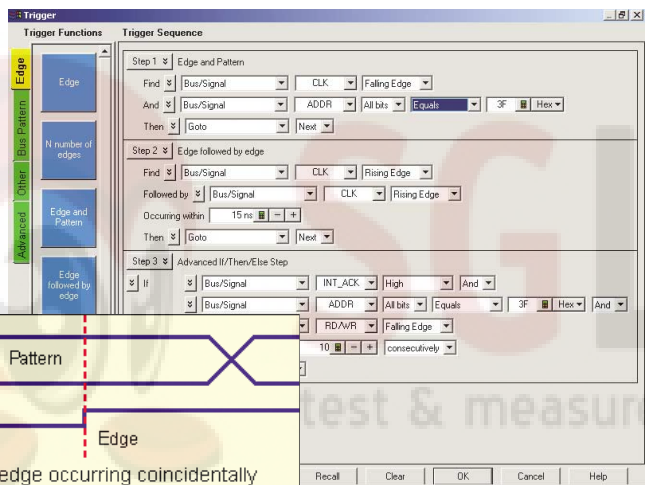 Trigger
Trigger Functions
Trigger Sequence
Edge
Bus Pattern
Other
Advanced
Edge
N number of edges
Edge and Pattern
Edge followed by edge
Step 1 Edge and Pattern
Find Bus/Signal CLK Falling Edge
And Bus/Signal ADDR All bits Equals 3F Hex
Then Goto Next
Step 2 Edge followed by edge
Find Bus/Signal CLK Rising Edge
Followed by Bus/Signal CLK Rising Edge
Occurring within 15 ns - +
Then Goto Next
Step 3 Advanced If/Then/Else Step
If Bus/Signal INT_ACK High And
Bus/Signal ADDR All bits Equals 3F Hex And
RD/WR Falling Edge
10 - + consecutively
Pattern
Edge
edge occurring coincidentally
SG
test & measur
Recall Clear OK Cancel Help